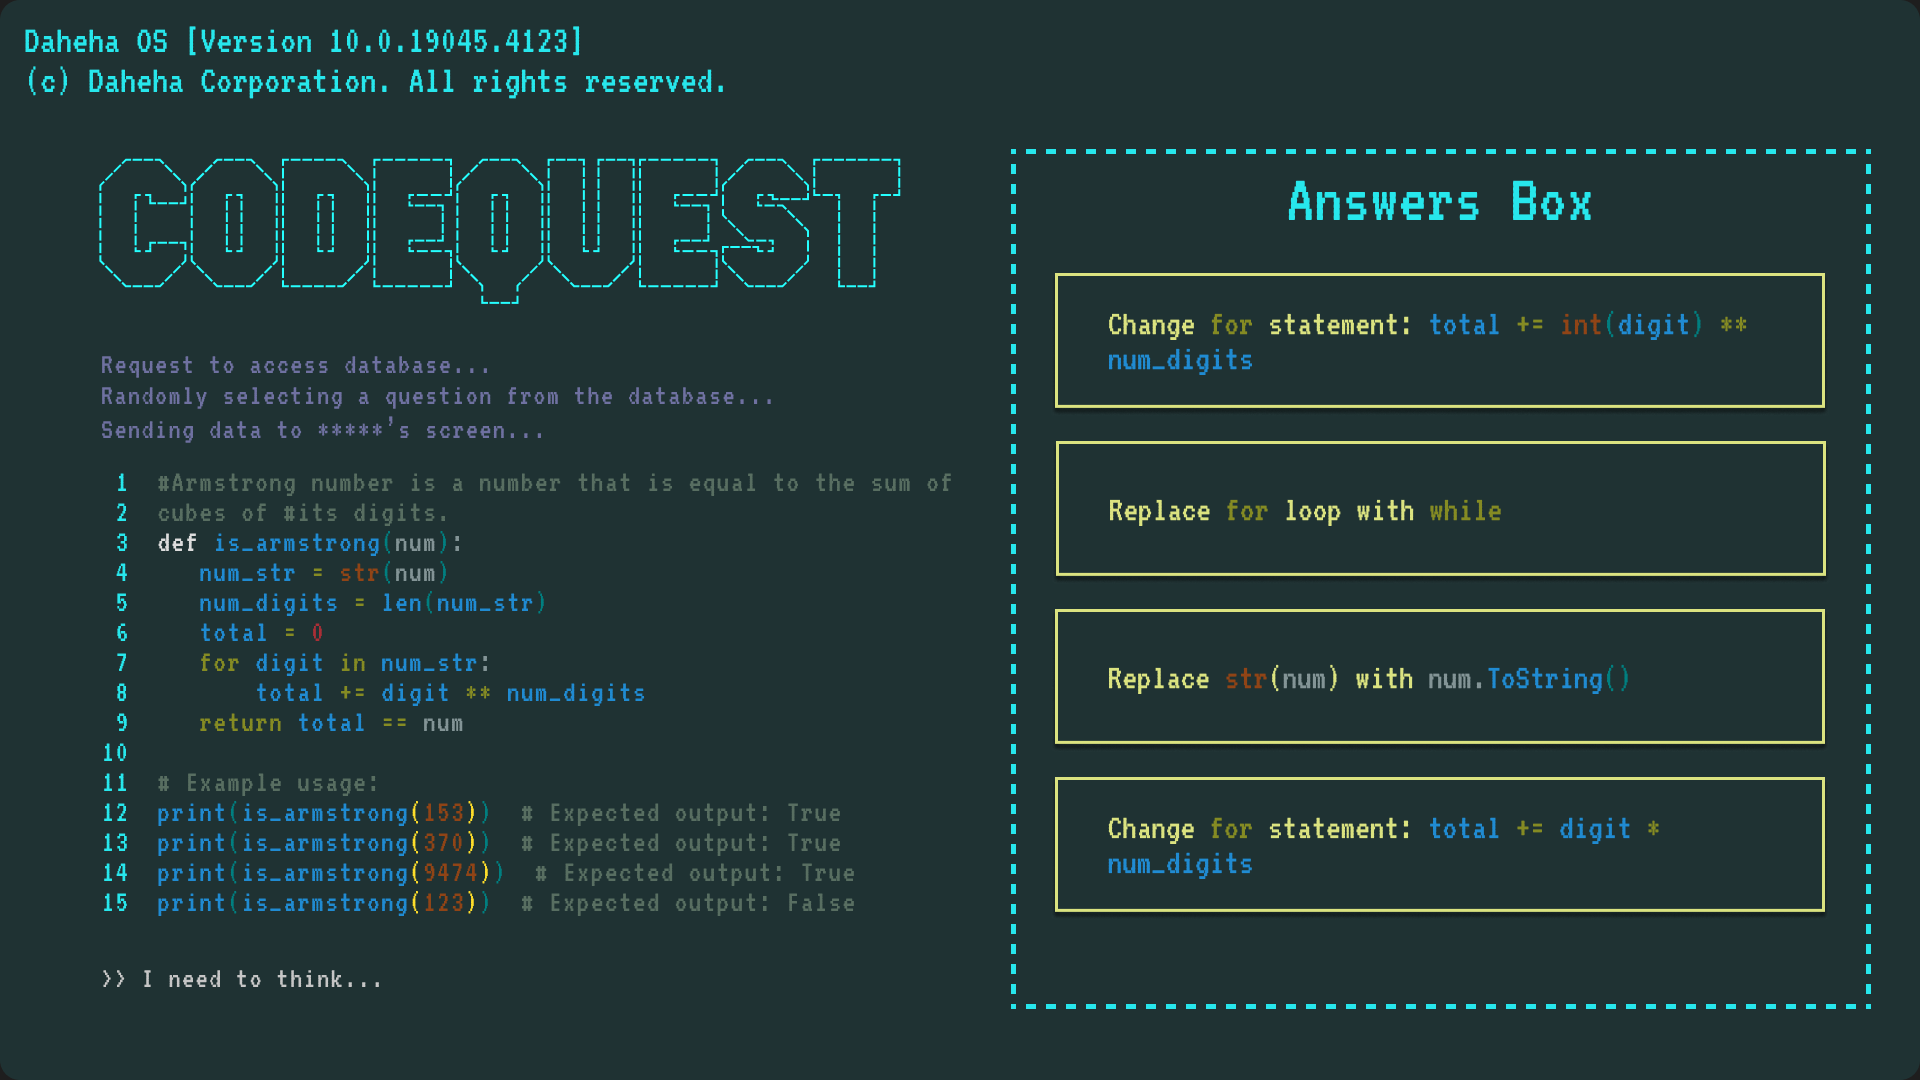 Daheha OS [Version 10.0.19045.4123]
(c) Daheha Corporation. All rights reserved.
CODEQUEST
Request to access database...
Randomly selecting a question from the database...
Sending data to *****'s screen...
1 #Armstrong number is a number that is equal to the sum of
2 cubes of #its digits.
3 def is_armstrong(num):
4 num_str = str(num)
5 num_digits = len(num_str)
6 total = 0
7 for digit in num_str:
8 total += digit ** num_digits
9 return total == num
10
11 # Example usage:
12 print(is_armstrong(153)) # Expected output: True
13 print(is_armstrong(370)) # Expected output: True
14 print(is_armstrong(9474)) # Expected output: True
15 print(is_armstrong(123)) # Expected output: False
>> I need to think...
Answers Box
Change for statement: total += int(digit) **
num_digits
Replace for loop with while
Replace str(num) with num.ToString()
Change for statement: total += digit *
num_digits